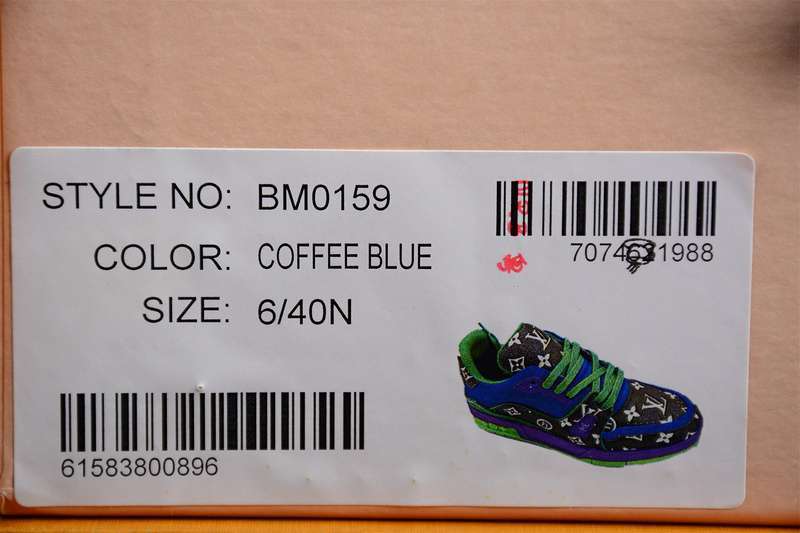 STYLE NO: BM0159
COLOR: COFFEE BLUE
SIZE: 6/40N
61583800896